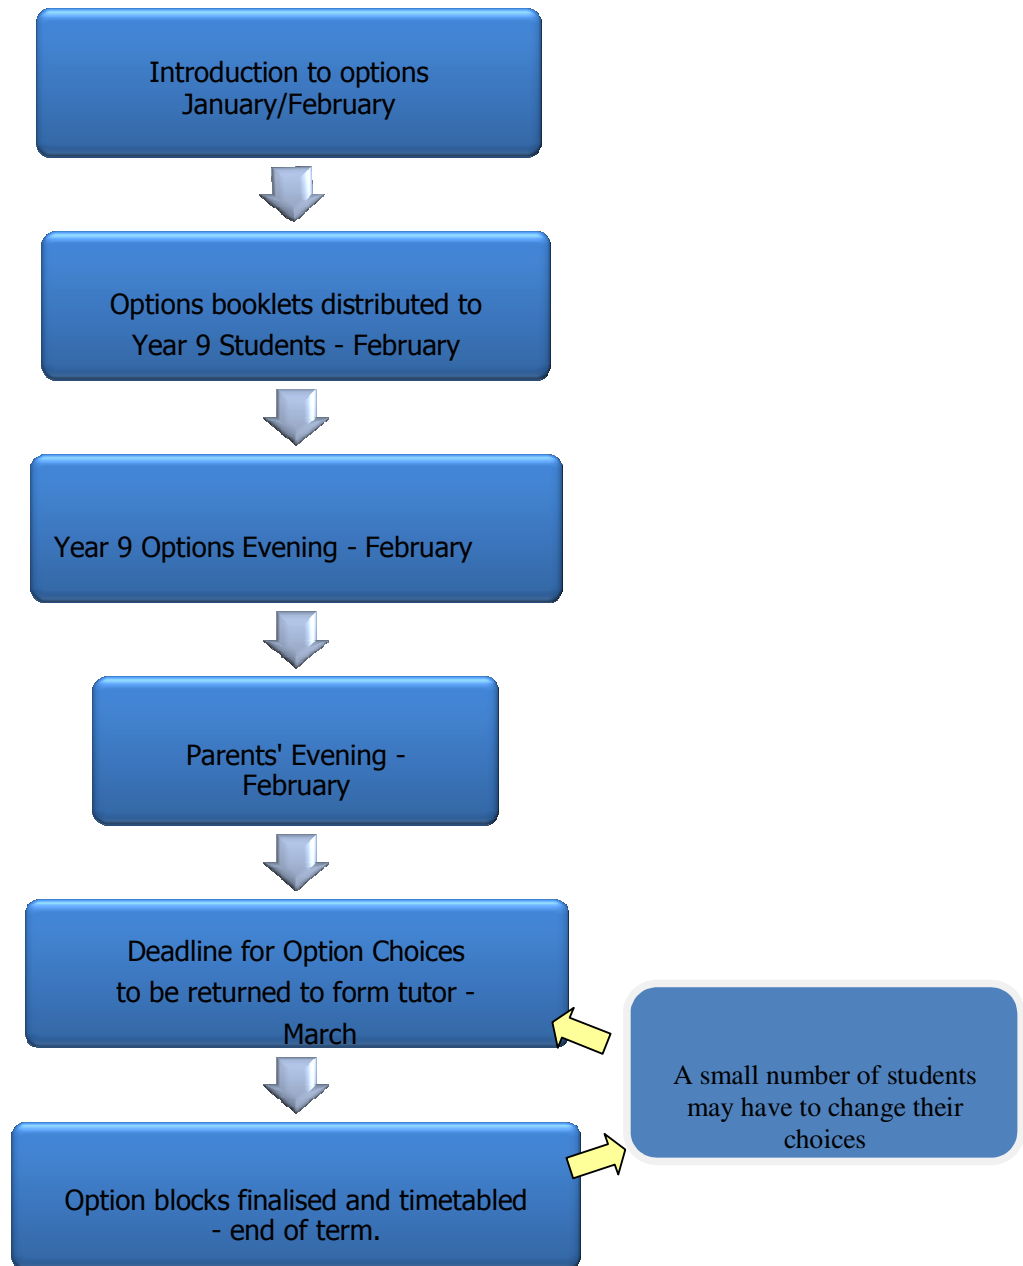 Introduction to options
January/February
Options booklets distributed to
Year 9 Students - February
Year 9 Options Evening - February
Parents' Evening -
February
Deadline for Option Choices
to be returned to form tutor -
March
A small number of students
may have to change their
choices
Option blocks finalised and timetabled
- end of term.